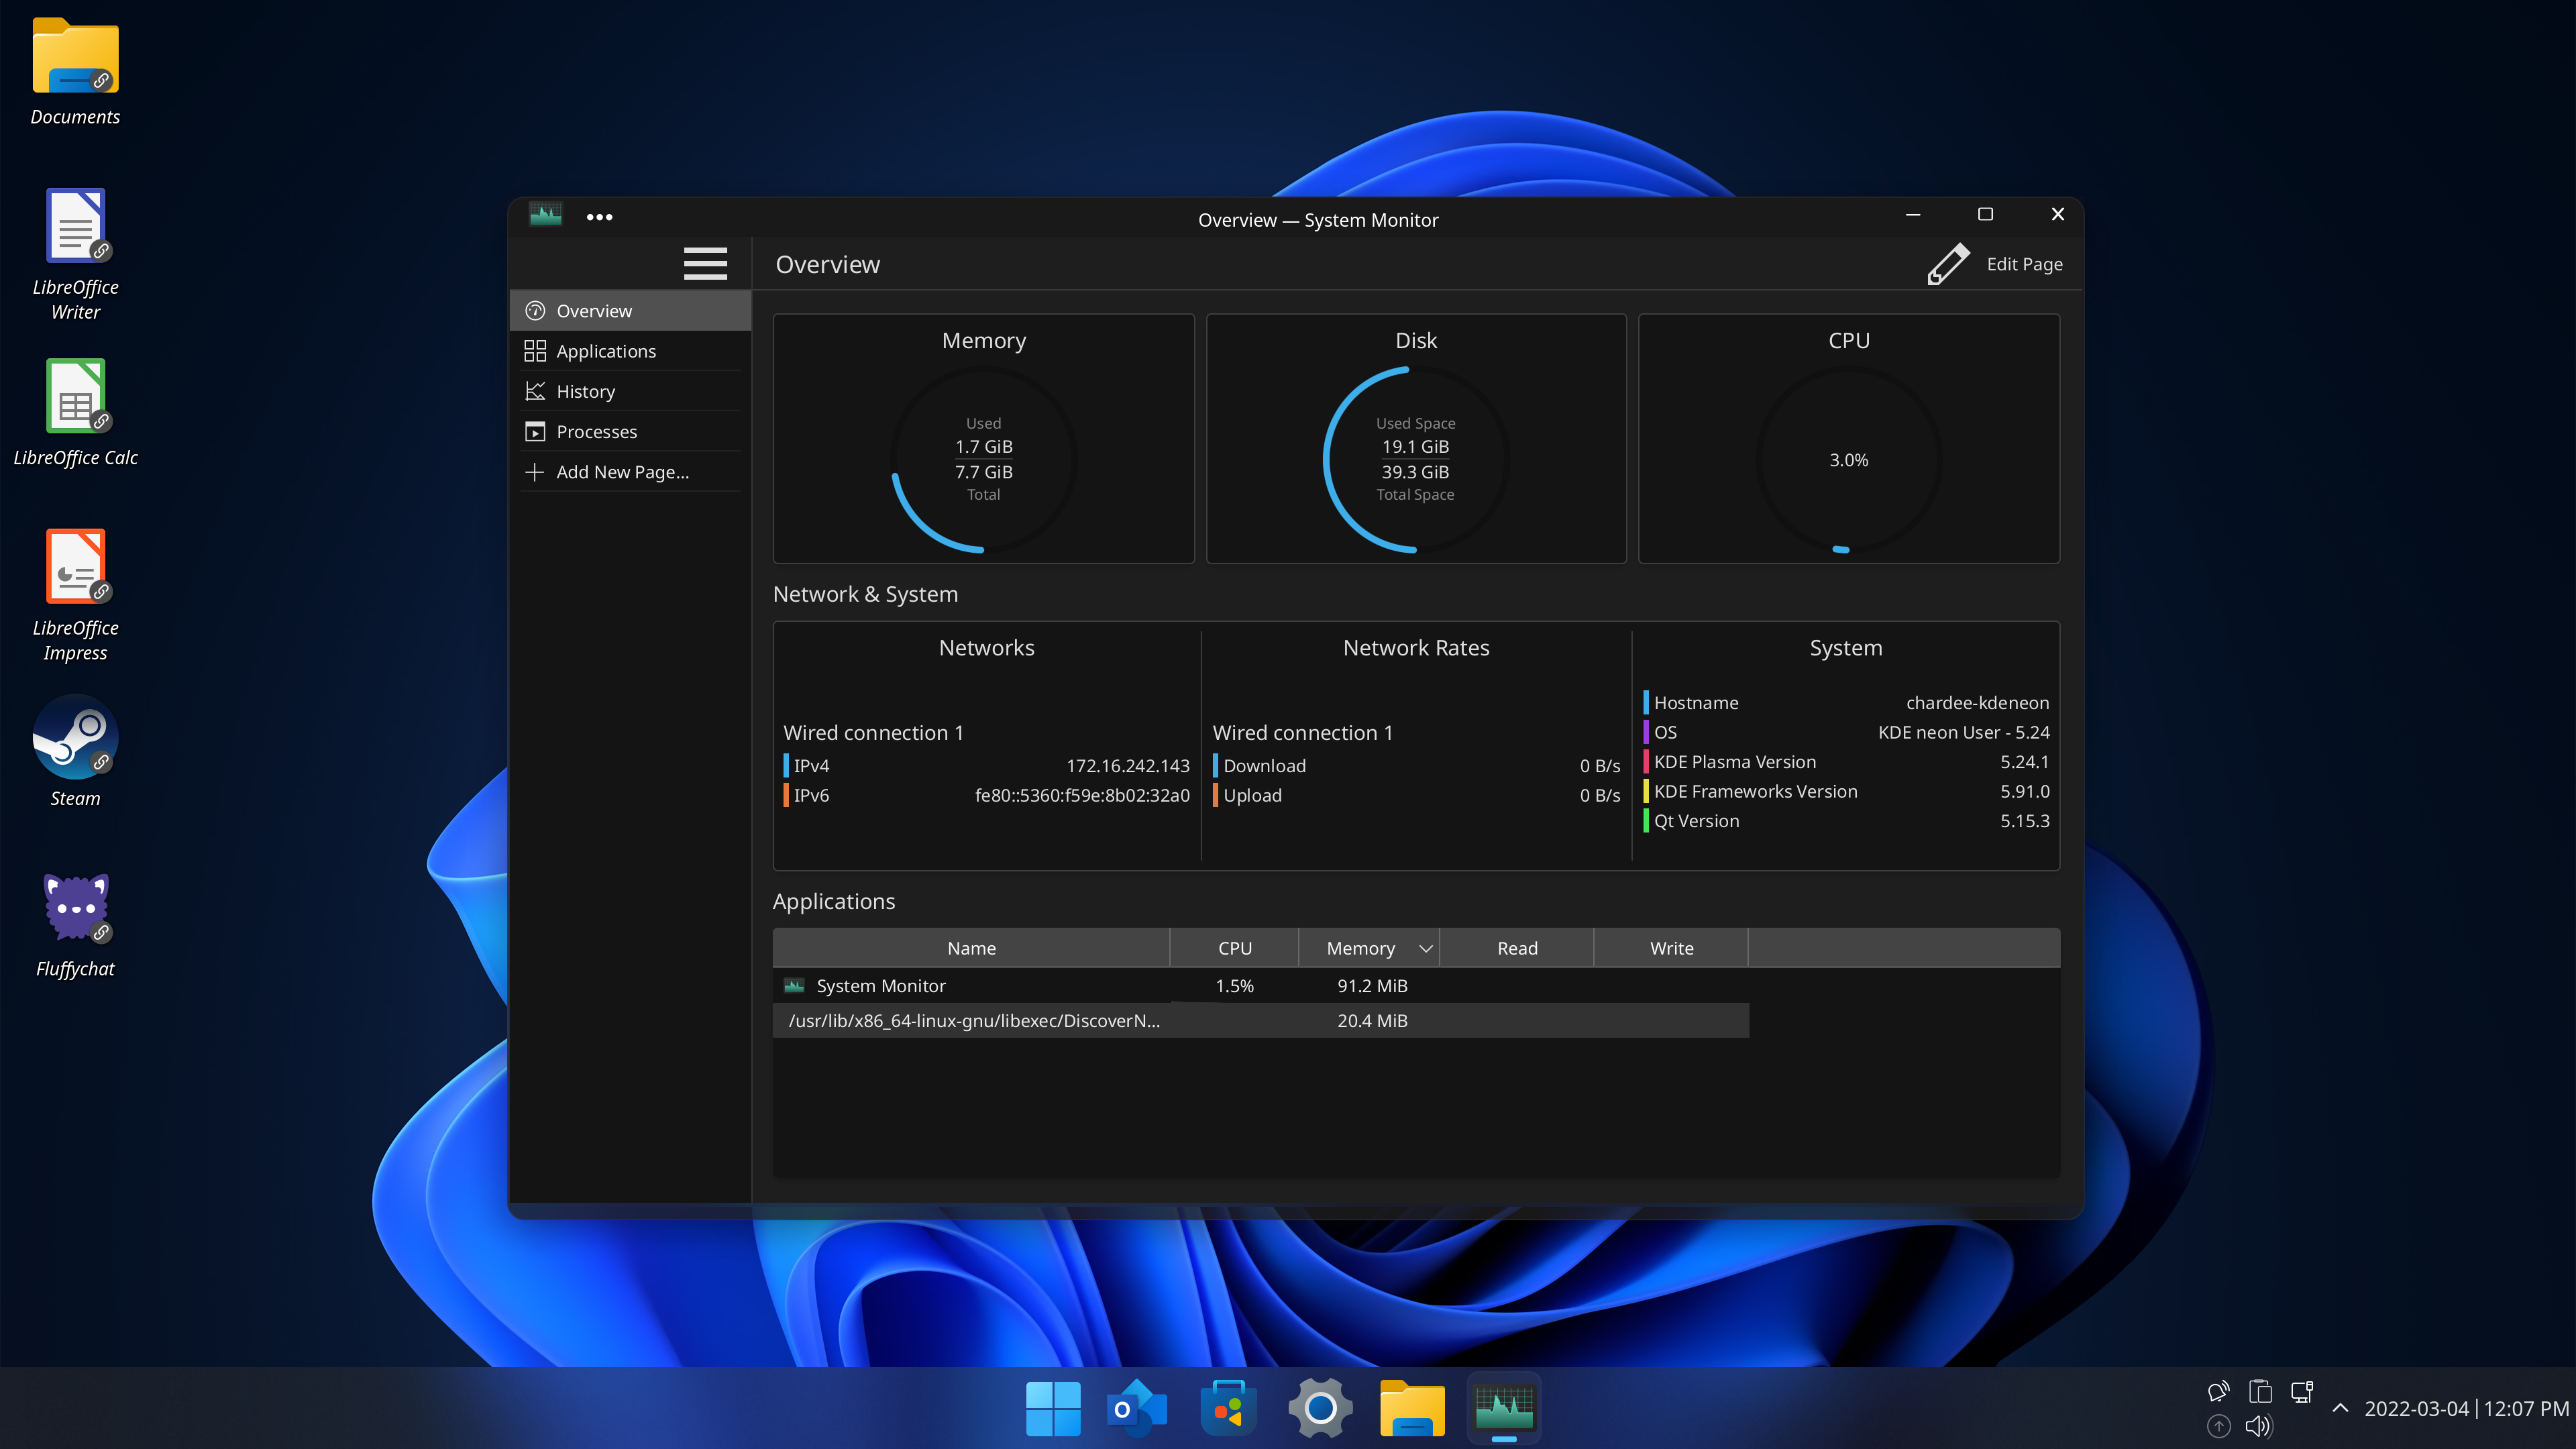 Documents
LibreOffice
Writer
LibreOffice Calc
LibreOffice
Impress
Steam
Fluffychat
Overview — System Monitor
Overview
Edit Page
Overview
Applications
History
Processes
Add New Page...
Memory
Used
1.7 GiB
7.7 GiB
Total
Disk
Used Space
19.1 GiB
39.3 GiB
Total Space
CPU
3.0%
Network & System
Networks
Wired connection 1
IPv4 172.16.242.143
IPv6 fe80::5360:f59e:8b02:32a0
Network Rates
Wired connection 1
Download 0 B/s
Upload 0 B/s
System
Hostname chardee-kdeneon
OS KDE neon User - 5.24
KDE Plasma Version 5.24.1
KDE Frameworks Version 5.91.0
Qt Version 5.15.3
Applications
Name CPU Memory Read Write
System Monitor 1.5% 91.2 MiB
/usr/lib/x86_64-linux-gnu/libexec/DiscoverN... 20.4 MiB
O
2022-03-04|12:07 PM